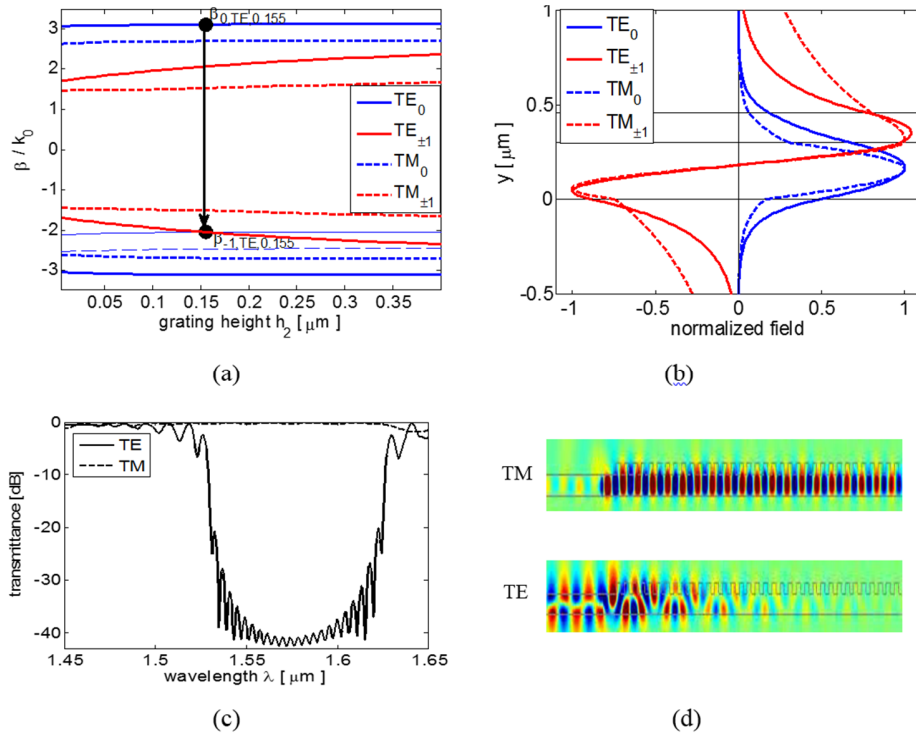 β0,TE,0.155
3
2
1
0
-1
-2
-3
β / k0
TE0
TE±1
TM0
TM±1
β-1,TE,0.155
0.05 0.1 0.15 0.2 0.25 0.3 0.35
grating height h2 [ μm ]
(a)
1
0.5
0
-0.5
y [ μm ]
TE0
TE±1
TM0
TM±1
-1 -0.5 0 0.5 1
normalized field
(b)
0
-10
-20
-30
-40
transmittance [dB]
TE
TM
1.45 1.5 1.55 1.6 1.65
wavelength λ [ μm ]
(c)
TM
TE
(d)